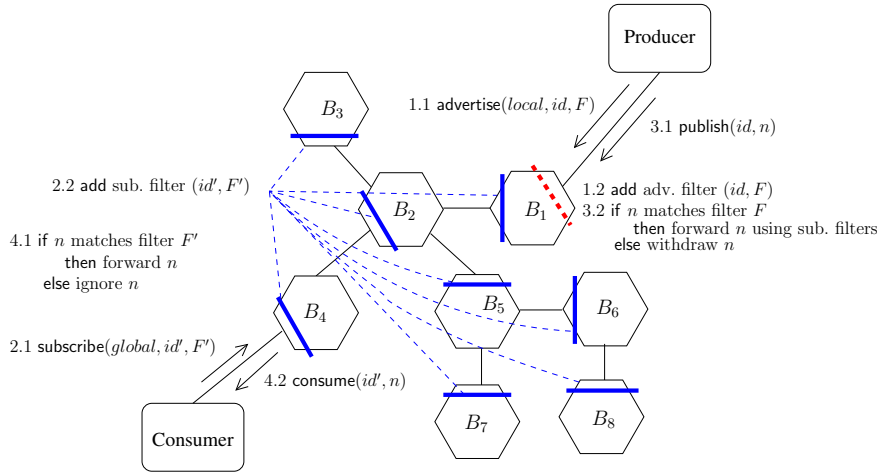 Producer
1.1 advertise(local, id, F)
3.1 publish(id, n)
B3
2.2 add sub. filter (id′, F′)
B2
B1
1.2 add adv. filter (id, F)
3.2 if n matches filter F
then forward n using sub. filters
else withdraw n
4.1 if n matches filter F′
then forward n
else ignore n
B4
B5
B6
2.1 subscribe(global, id′, F′)
4.2 consume(id′, n)
B7
B8
Consumer